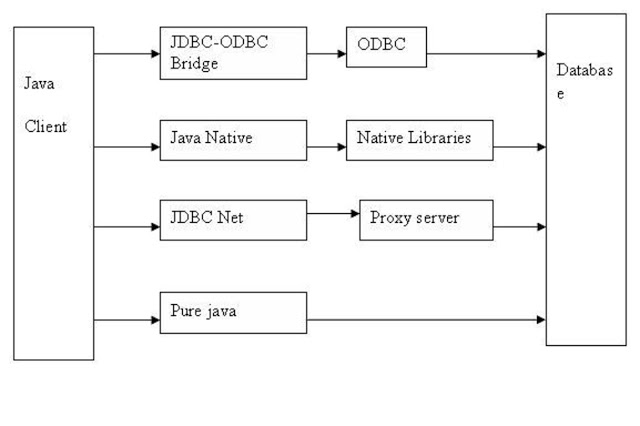 Java
Client
JDBC-ODBC
Bridge
ODBC
Databas
e
Java Native
Native Libraries
JDBC Net
Proxy server
Pure java